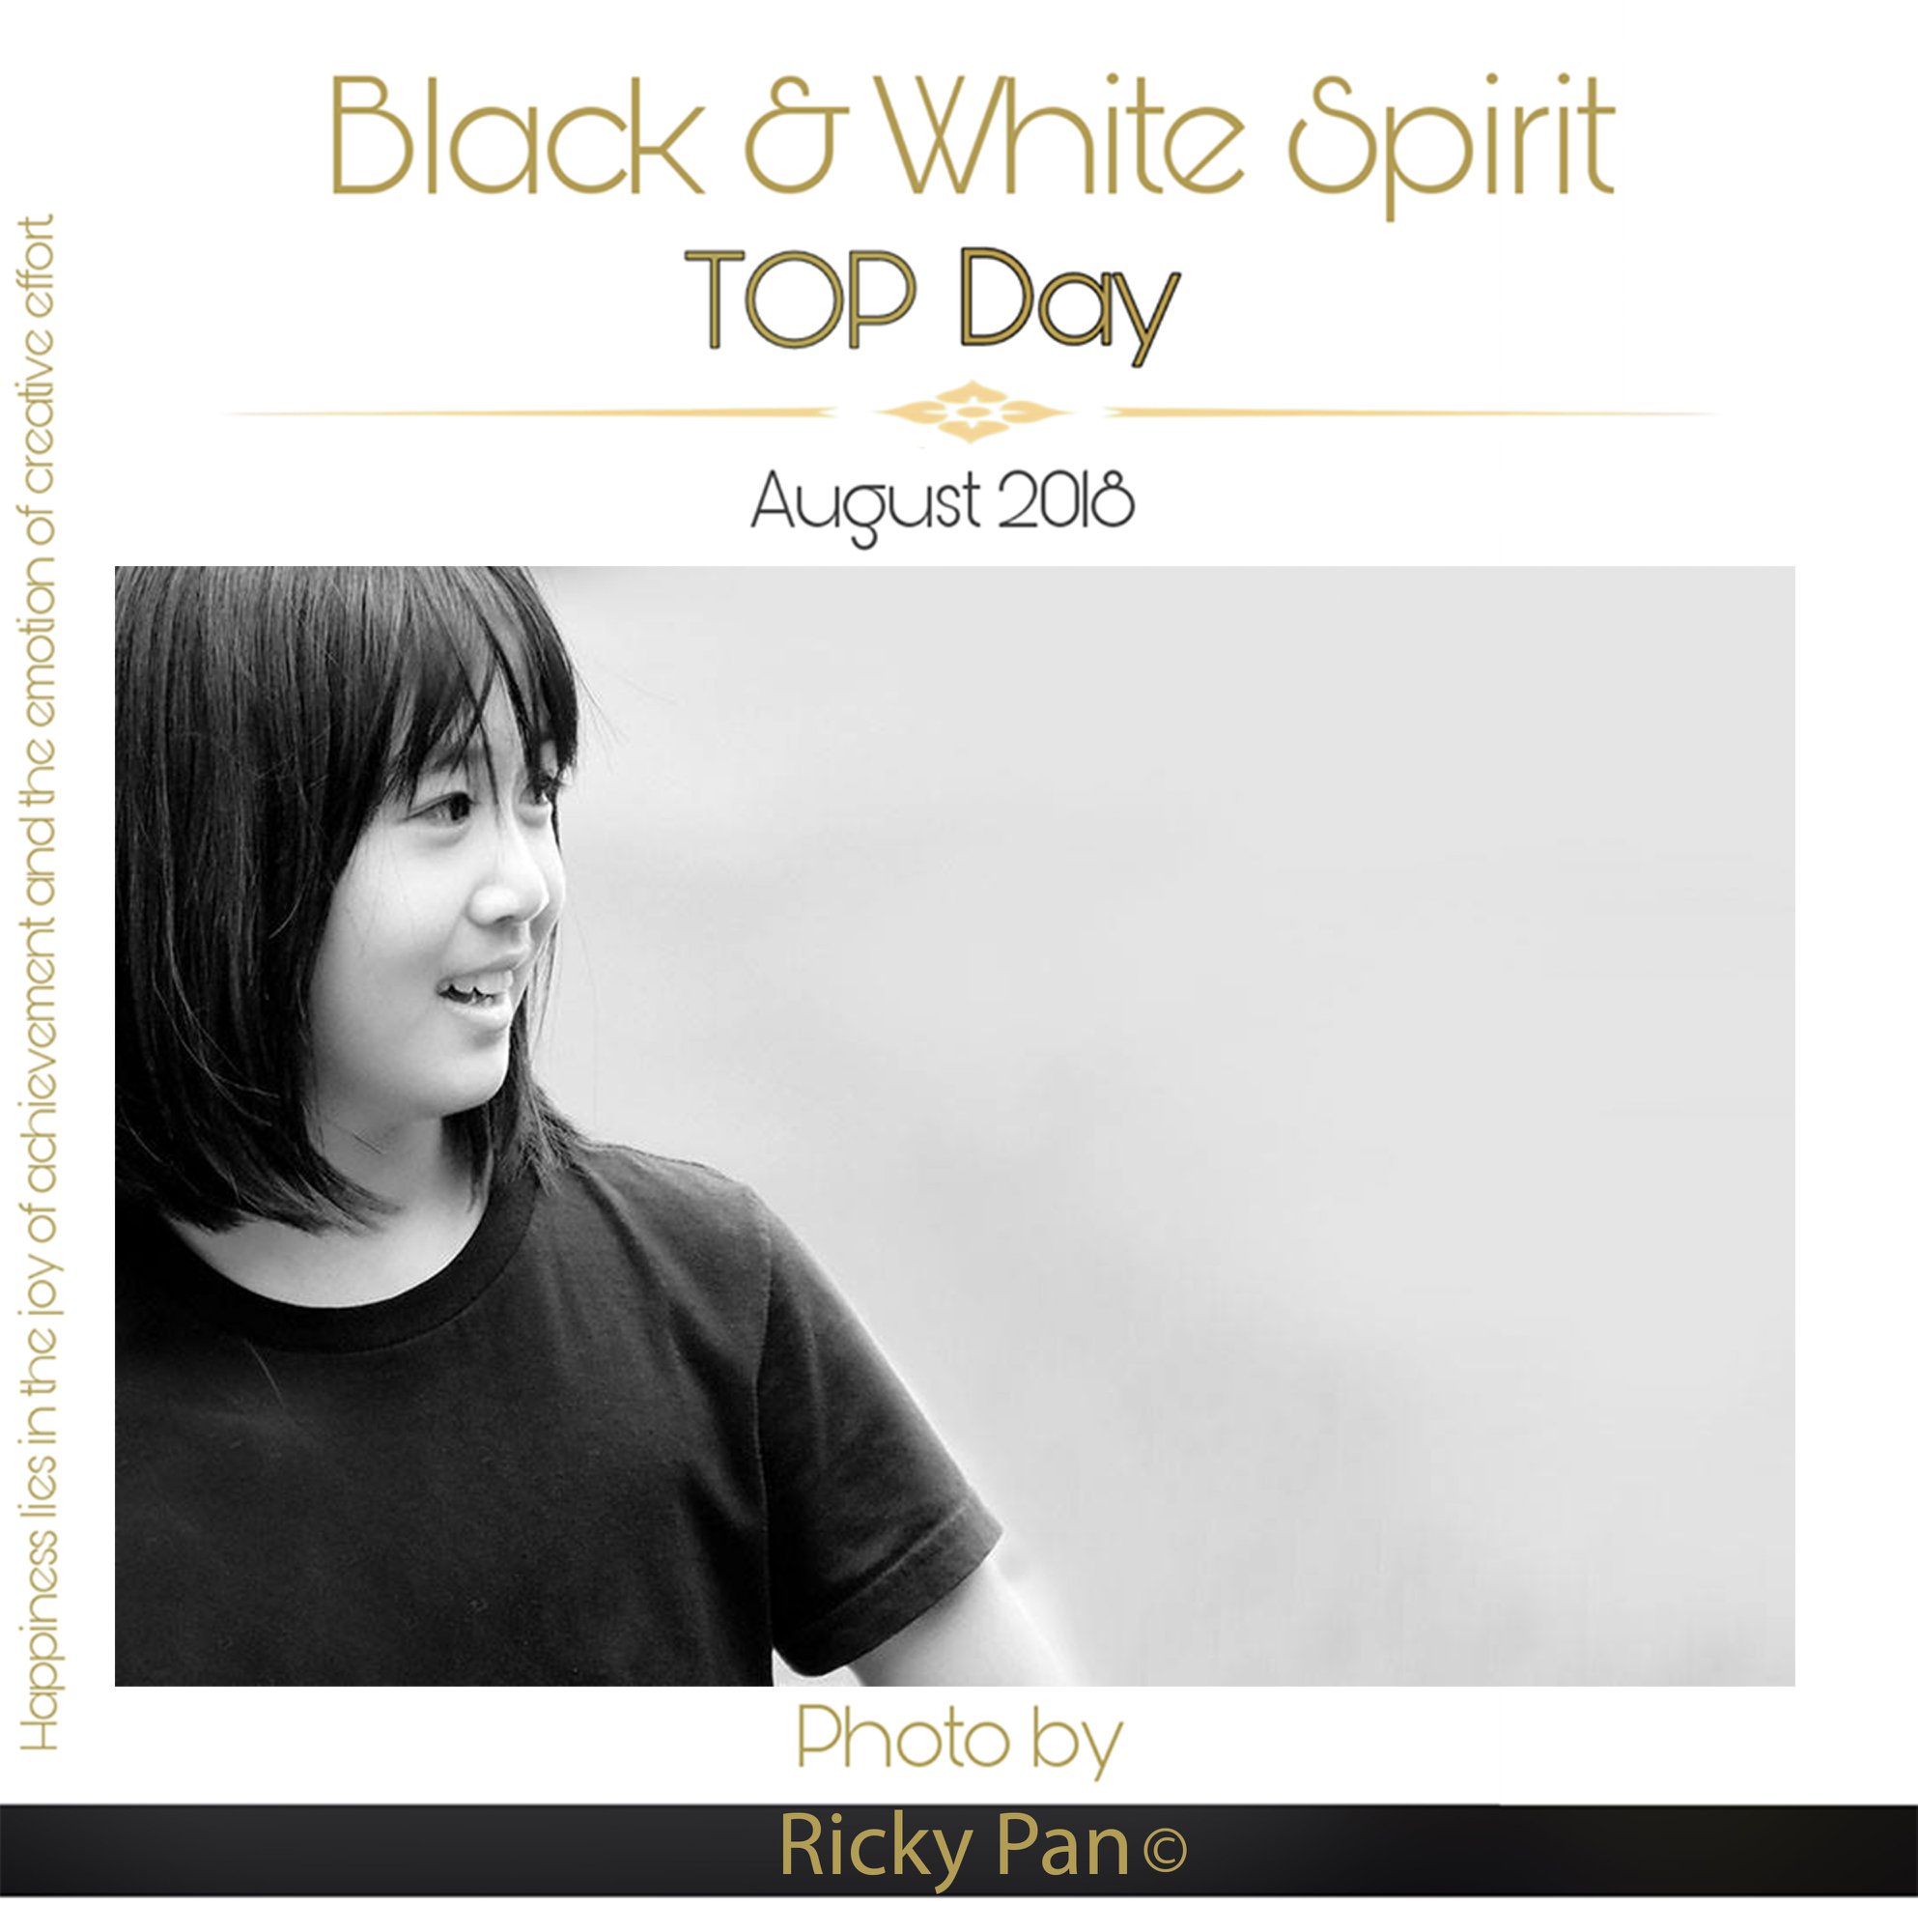 Black & White Spirit
TOP Day
August 2018
Happiness lies in the joy of achievement and the emotion of creative effort
Photo by
Ricky Pan ©